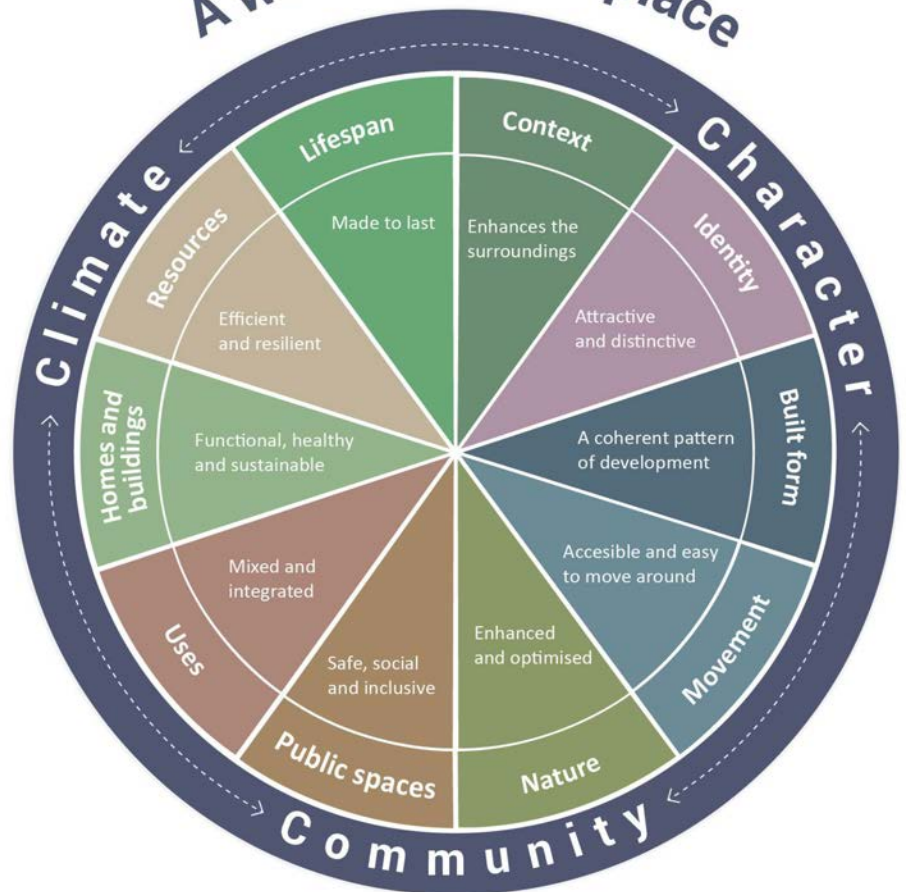 A
place
Climate
Character
Community
Lifespan
Made to last
Context
Enhances the
surroundings
Identity
Attractive
and distinctive
Built form
A coherent pattern
of development
Movement
Accesible and easy
to move around
Nature
Enhanced
and optimised
Public spaces
Safe, social
and inclusive
Uses
Mixed and
integrated
Homes and
buildings
Functional, healthy
and sustainable
Resources
Efficient
and resilient